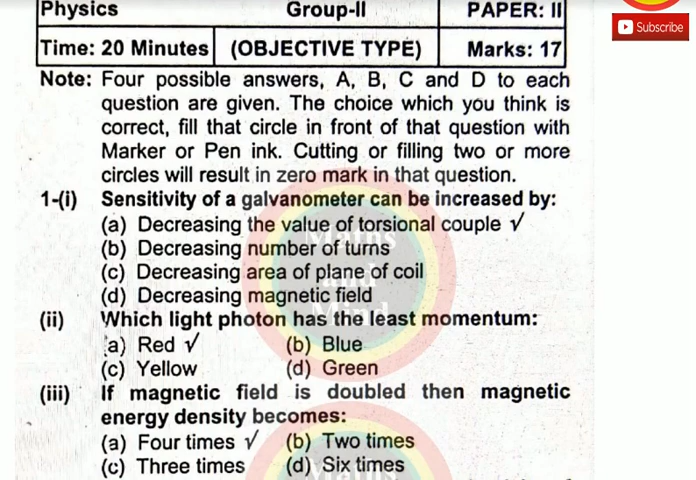 Physics Group-II PAPER: II
Subscribe
Time: 20 Minutes (OBJECTIVE TYPE) Marks: 17
Note: Four possible answers, A, B, C and D to each
question are given. The choice which you think is
correct, fill that circle in front of that question with
Marker or Pen ink. Cutting or filling two or more
circles will result in zero mark in that question.
1-(i) Sensitivity of a galvanometer can be increased by:
(a) Decreasing the value of torsional couple √
(b) Decreasing number of turns
(c) Decreasing area of plane of coil
(d) Decreasing magnetic field
(ii) Which light photon has the least momentum:
(a) Red √ (b) Blue
(c) Yellow (d) Green
(iii) If magnetic field is doubled then magnetic
energy density becomes:
(a) Four times √ (b) Two times
(c) Three times (d) Six times
Maths
and
Mind
Maths